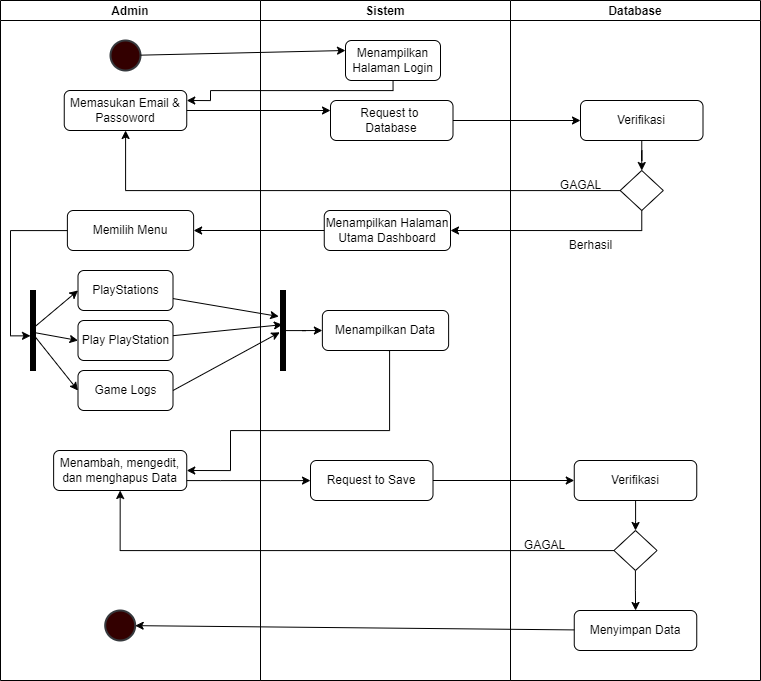 Admin
Sistem
Database
Menampilkan
Halaman Login
Memasukan Email &
Passoword
Request to
Database
Verifikasi
GAGAL
Memilih Menu
Menampilkan Halaman
Utama Dashboard
Berhasil
PlayStations
Play PlayStation
Game Logs
Menampilkan Data
Menambah, mengedit,
dan menghapus Data
Request to Save
Verifikasi
GAGAL
Menyimpan Data